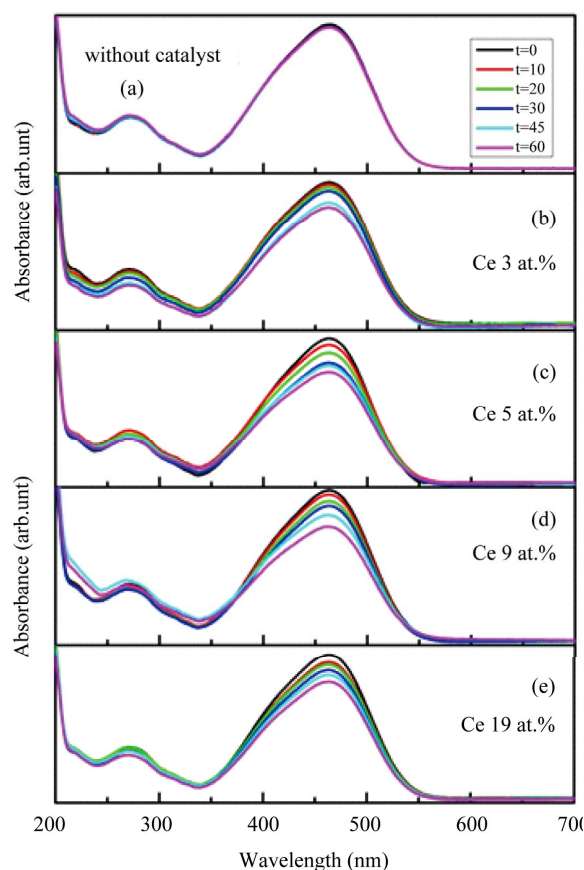 without catalyst
(a)
t=0
t=10
t=20
t=30
t=45
t=60
Absorbance (arb.unt)
(b)
Ce 3 at.%
(c)
Ce 5 at.%
Absorbance (arb.unt)
(d)
Ce 9 at.%
(e)
Ce 19 at.%
200 300 400 500 600 700
Wavelength (nm)